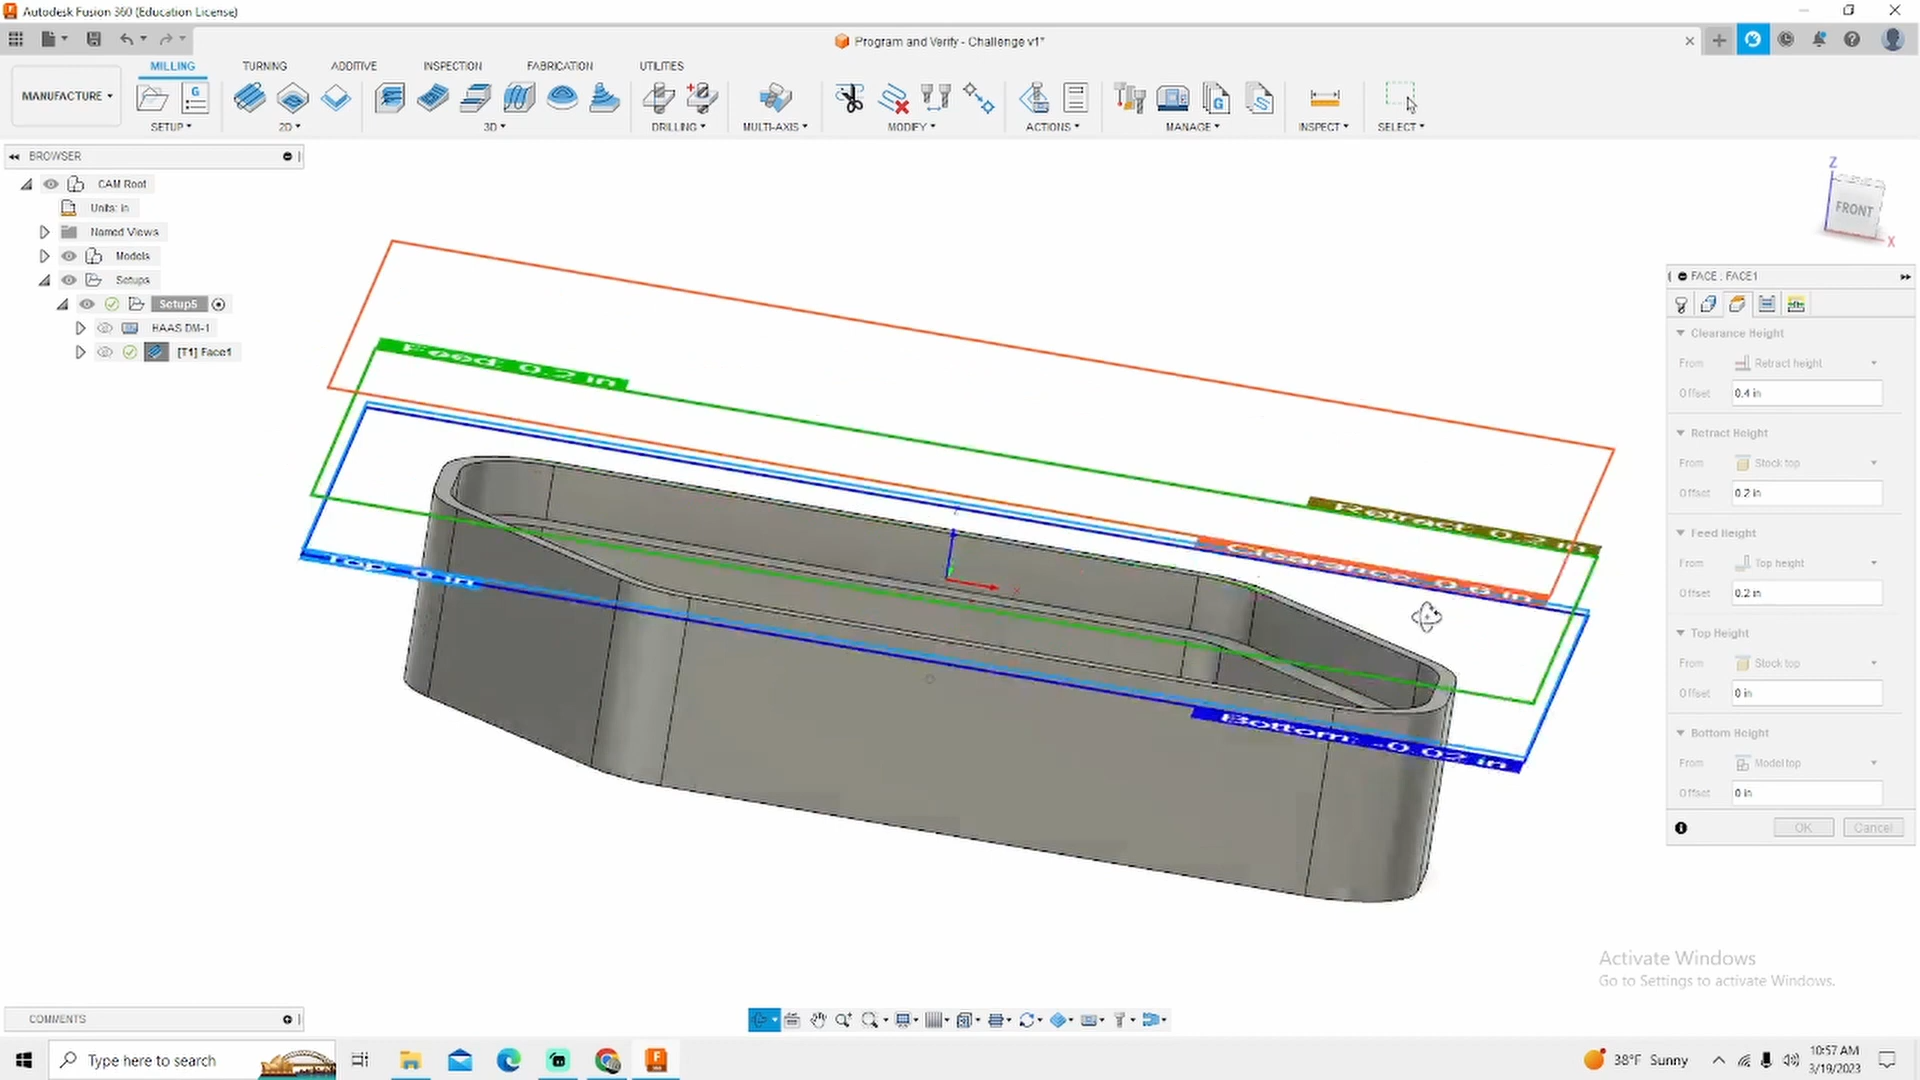 Autodesk Fusion 360 (Education License)
Program and Verify - Challenge v1*
MANUFACTURE
MILLING
TURNING
ADDITIVE
INSPECTION
FABRICATION
UTILITIES
SETUP
2D
3D
DRILLING
MULTI-AXIS
MODIFY
ACTIONS
MANAGE
INSPECT
SELECT
BROWSER
CAM Root
Units: in
Named Views
Models
Setups
Setup5
HAAS DM-1
[T1] Face1
Z
FRONT
X
Feed: 0.2 in
Retract: 0.2 in
Clearance: 0.6 in
Top: 0 in
Bottom: -0.02 in
FACE : FACE1
Clearance Height
From Retract height
Offset 0.4 in
Retract Height
From Stock top
Offset 0.2 in
Feed Height
From Top height
Offset 0.2 in
Top Height
From Stock top
Offset 0 in
Bottom Height
From Model top
Offset 0 in
OK Cancel
Activate Windows
Go to Settings to activate Windows.
COMMENTS
Type here to search
38°F Sunny
10:57 AM
3/19/2023